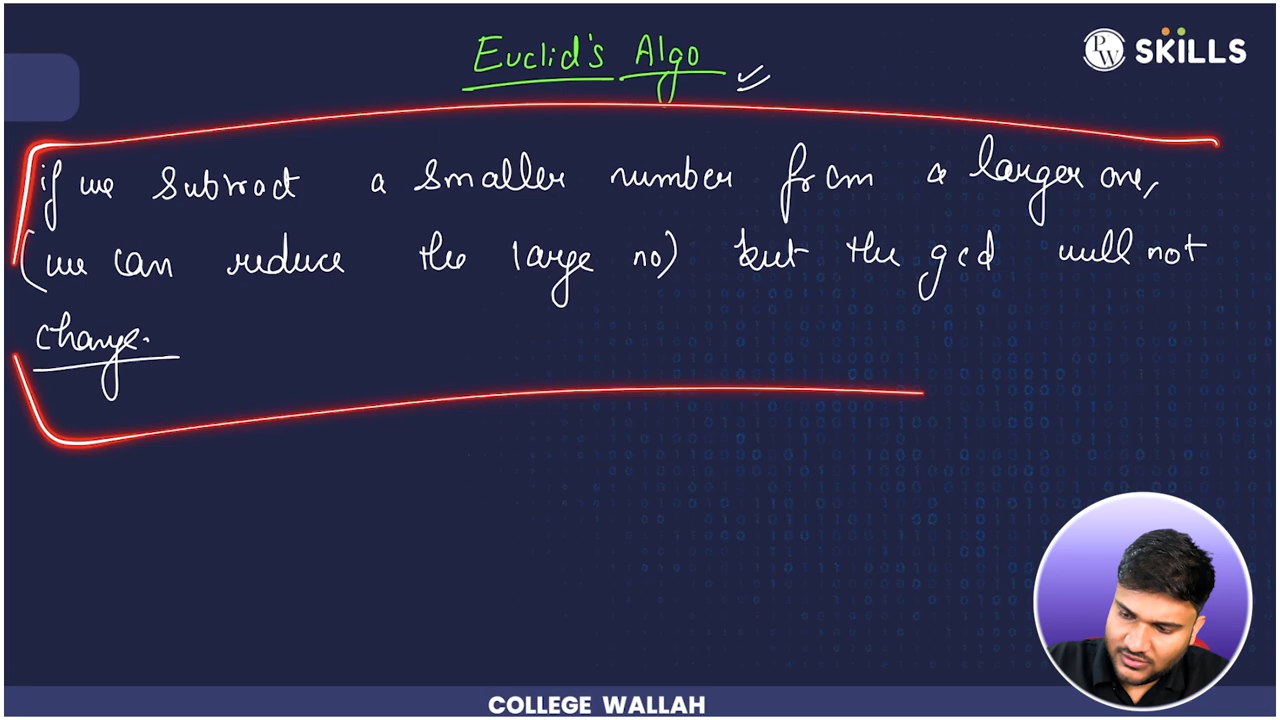 Euclid's Algo
PW SKILLS
if we subtract a smaller number from a larger one,
(we can reduce the large no) but the gcd will not
change.
COLLEGE WALLAH